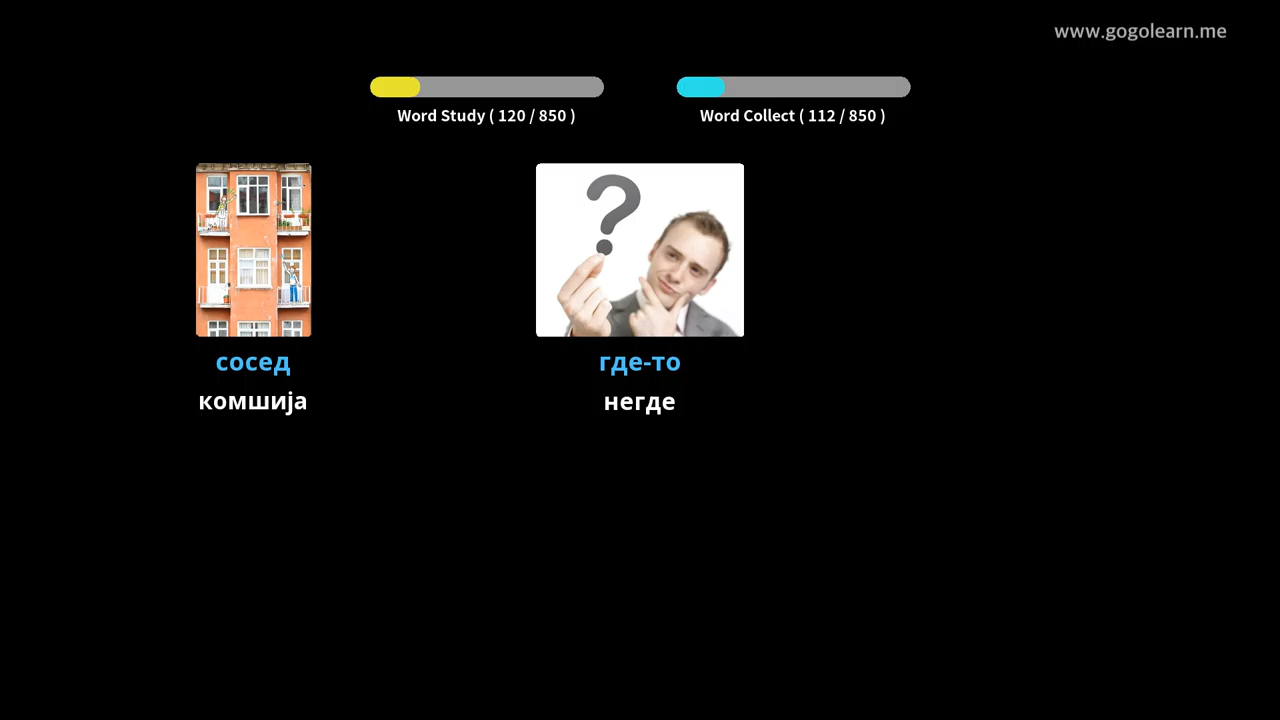 www.gogolearn.me
Word Study ( 120 / 850 )
Word Collect ( 112 / 850 )
?
сосед
где-то
комшија
негде